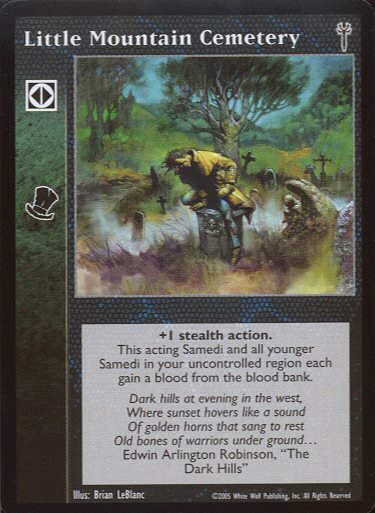 Little Mountain Cemetery
+1 stealth action.
This acting Samedi and all younger
Samedi in your uncontrolled region each
gain a blood from the blood bank.
Dark hills at evening in the west,
Where sunset hovers like a sound
Of golden horns that sang to rest
Old bones of warriors under ground…
Edwin Arlington Robinson, "The
Dark Hills"
Illus: Brian LeBlanc
©2005 White Wolf Publishing, Inc. All Rights Reserved